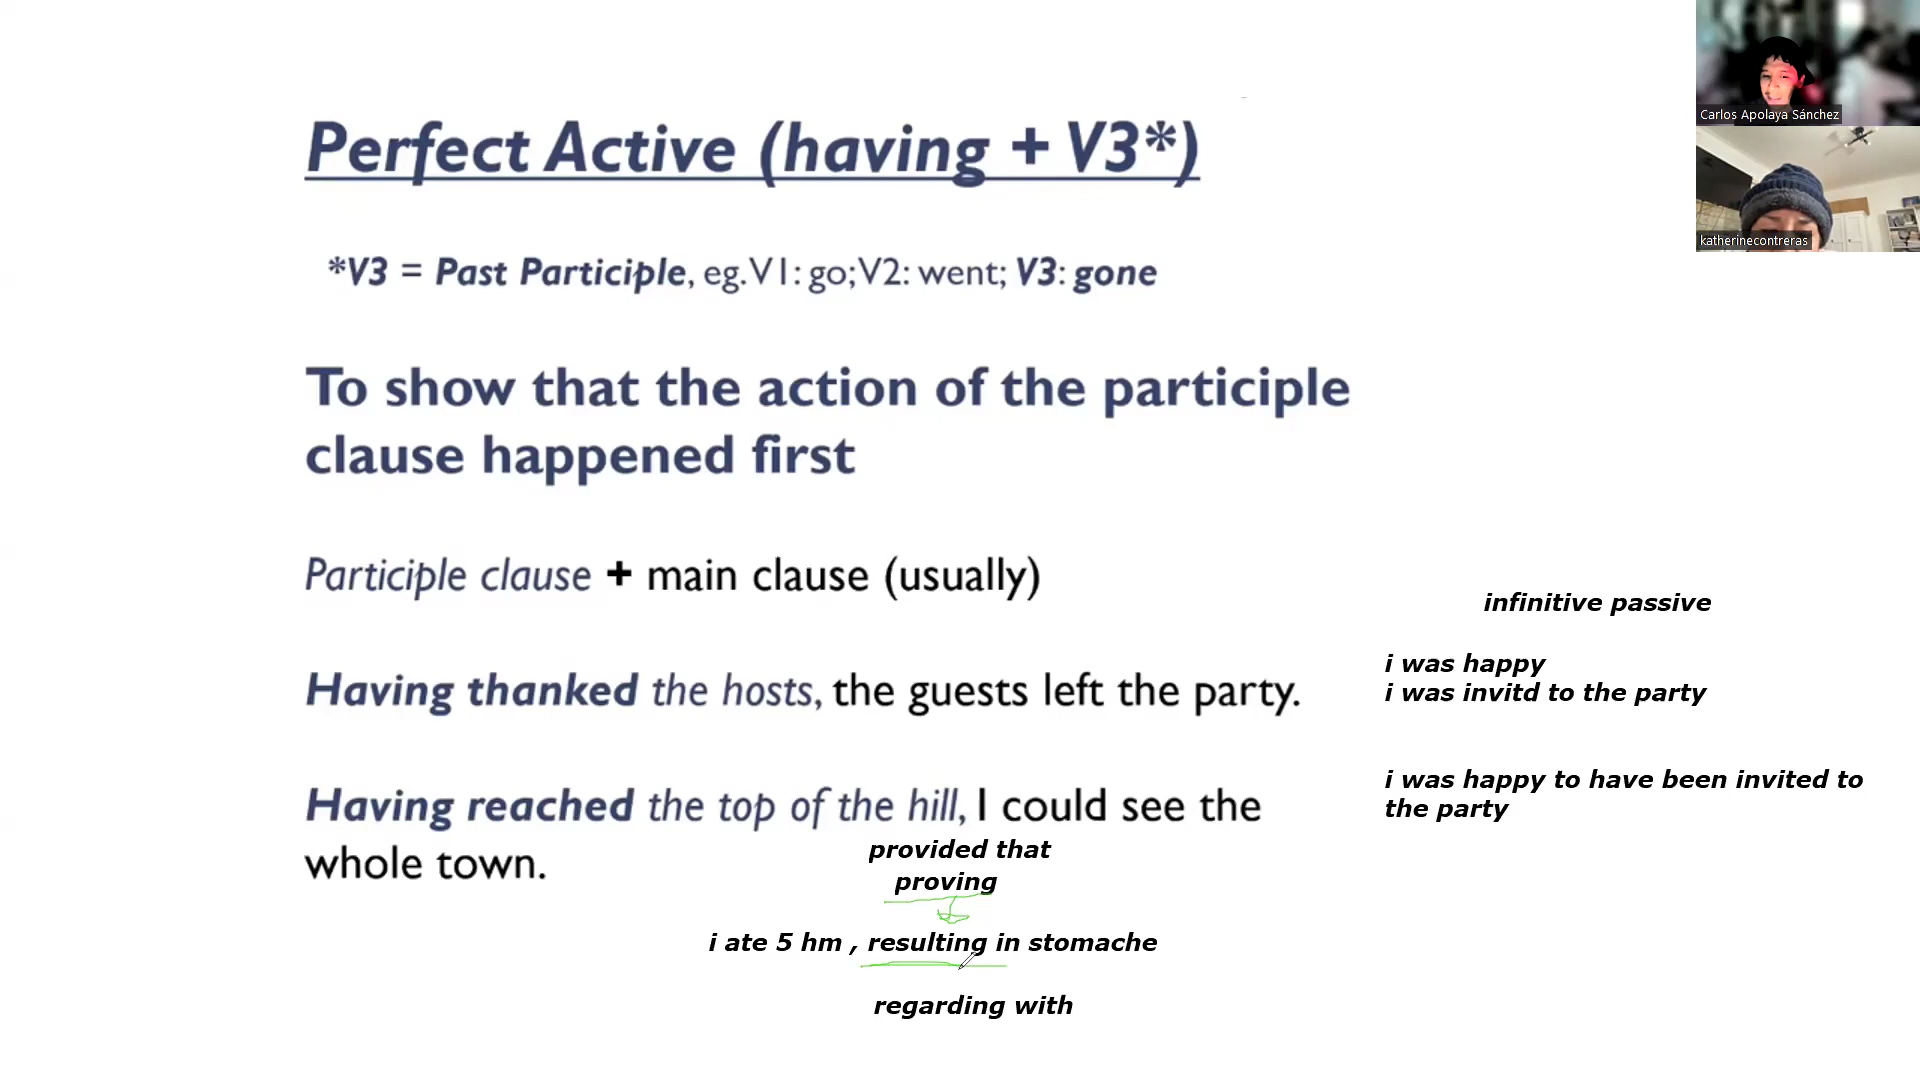 Perfect Active (having + V3*)
*V3 = Past Participle, eg. V1: go; V2: went; V3: gone
To show that the action of the participle
clause happened first
Participle clause + main clause (usually)
Having thanked the hosts, the guests left the party.
Having reached the top of the hill, I could see the
whole town.
provided that
proving
i ate 5 hm , resulting in stomache
regarding with
infinitive passive
i was happy
i was invitd to the party
i was happy to have been invited to
the party
Carlos Apolaya Sánchez
katherinecontreras